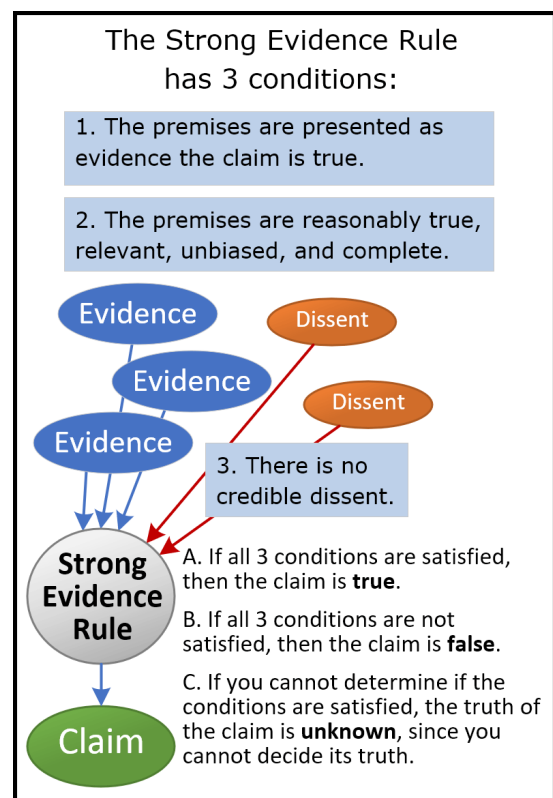 The Strong Evidence Rule
has 3 conditions:
1. The premises are presented as
evidence the claim is true.
2. The premises are reasonably true,
relevant, unbiased, and complete.
Evidence
Dissent
Evidence
Dissent
Evidence
3. There is no
credible dissent.
Strong
Evidence
Rule
A. If all 3 conditions are satisfied,
then the claim is true.
B. If all 3 conditions are not
satisfied, then the claim is false.
C. If you cannot determine if the
conditions are satisfied, the truth of
the claim is unknown, since you
cannot decide its truth.
Claim